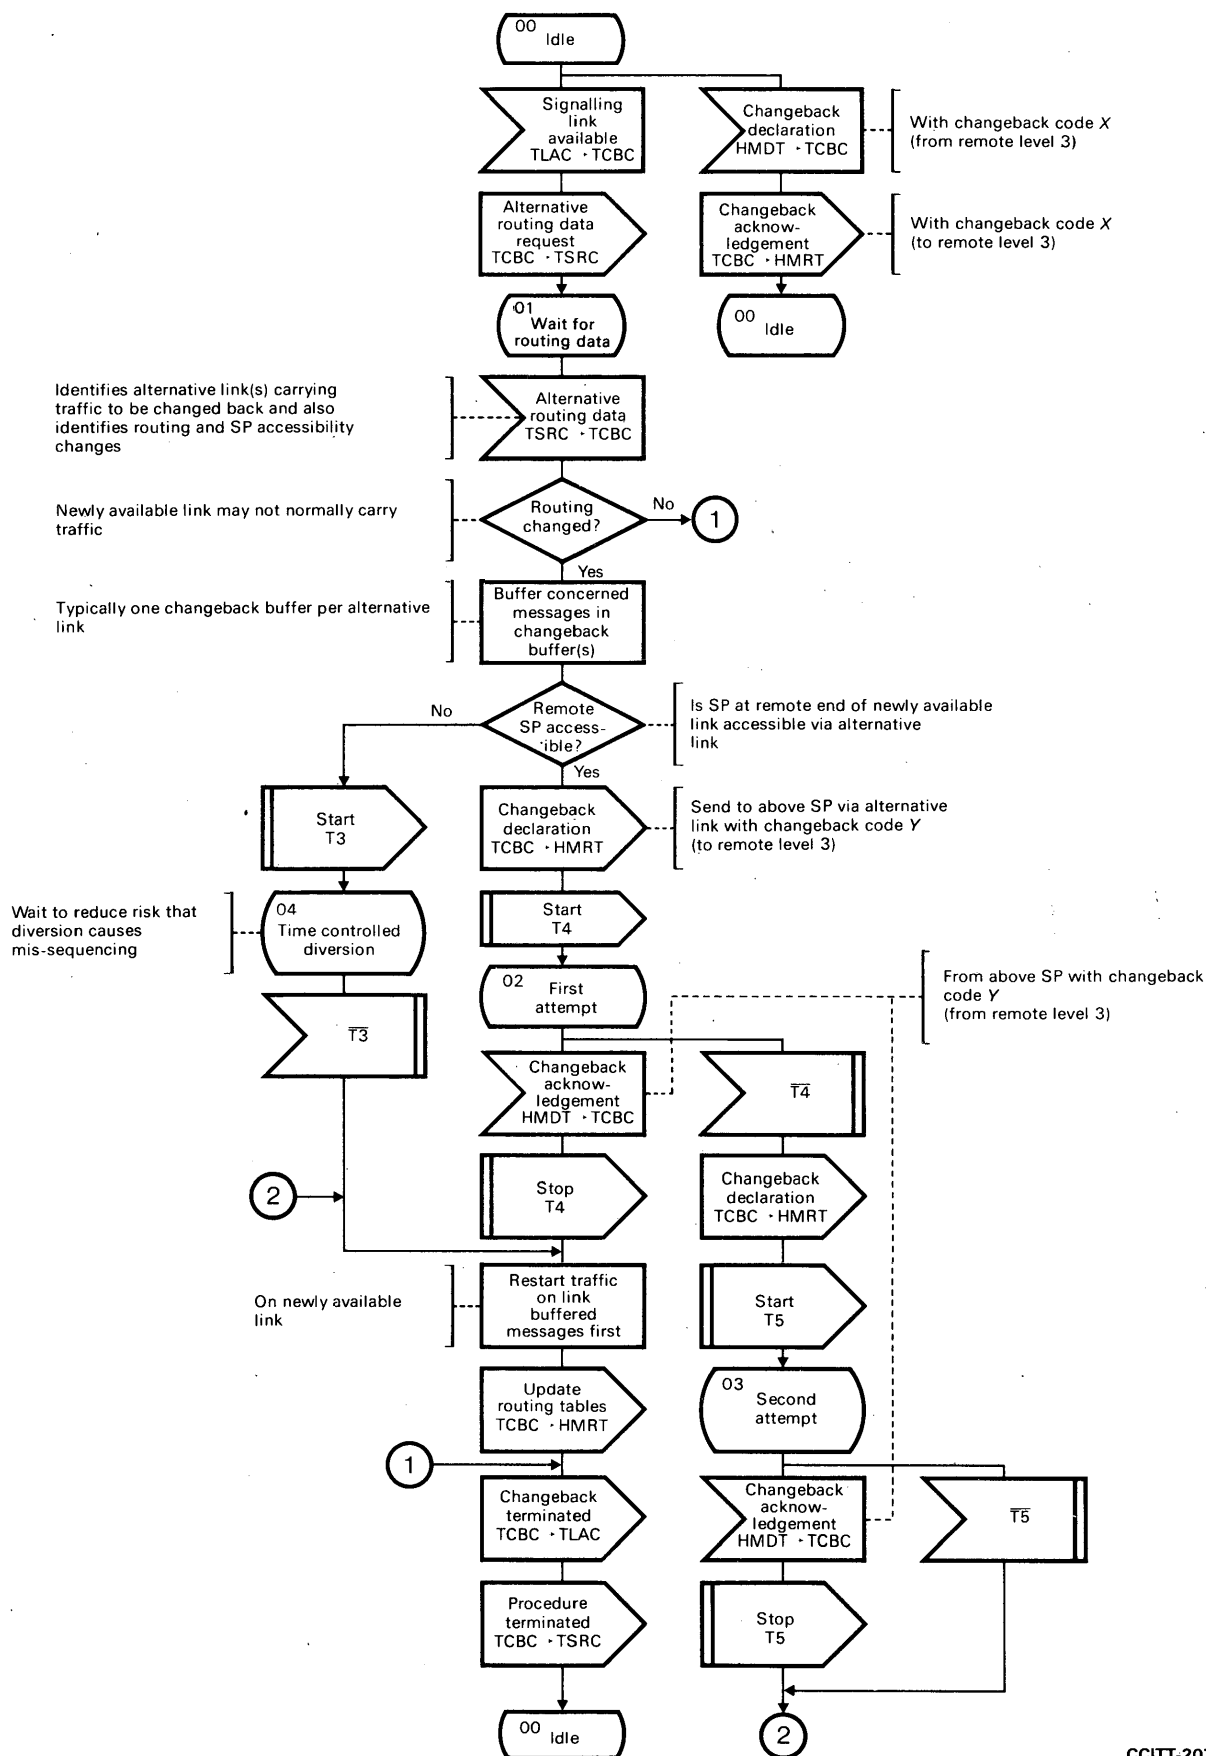 00
Idle
Signalling
link
available
TLAC → TCBC
Changeback
declaration
HMDT → TCBC
With changeback code X
(from remote level 3)
Alternative
routing data
request
TCBC → TSRC
Changeback
acknow-
ledgement
TCBC → HMRT
With changeback code X
(to remote level 3)
01
Wait for
routing data
00
Idle
Identifies alternative link(s) carrying
traffic to be changed back and also
identifies routing and SP accessibility
changes
Alternative
routing data
TSRC → TCBC
Newly available link may not normally carry
traffic
Routing
changed?
No
1
Yes
Typically one changeback buffer per alternative
link
Buffer concerned
messages in
changeback
buffer(s)
No
Remote
SP access-
ible?
Is SP at remote end of newly available
link accessible via alternative
link
Yes
Start
T3
Changeback
declaration
TCBC → HMRT
Send to above SP via alternative
link with changeback code Y
(to remote level 3)
Wait to reduce risk that
diversion causes
mis-sequencing
04
Time controlled
diversion
Start
T4
02
First
attempt
From above SP with changeback
code Y
(from remote level 3)
T3
Changeback
acknow-
ledgement
HMDT → TCBC
T4
2
Stop
T4
Changeback
declaration
TCBC → HMRT
On newly available
link
Restart traffic
on link
buffered
messages first
Start
T5
Update
routing tables
TCBC → HMRT
03
Second
attempt
1
Changeback
terminated
TCBC → TLAC
Changeback
acknow-
ledgement
HMDT → TCBC
T5
Procedure
terminated
TCBC → TSRC
Stop
T5
00
Idle
2